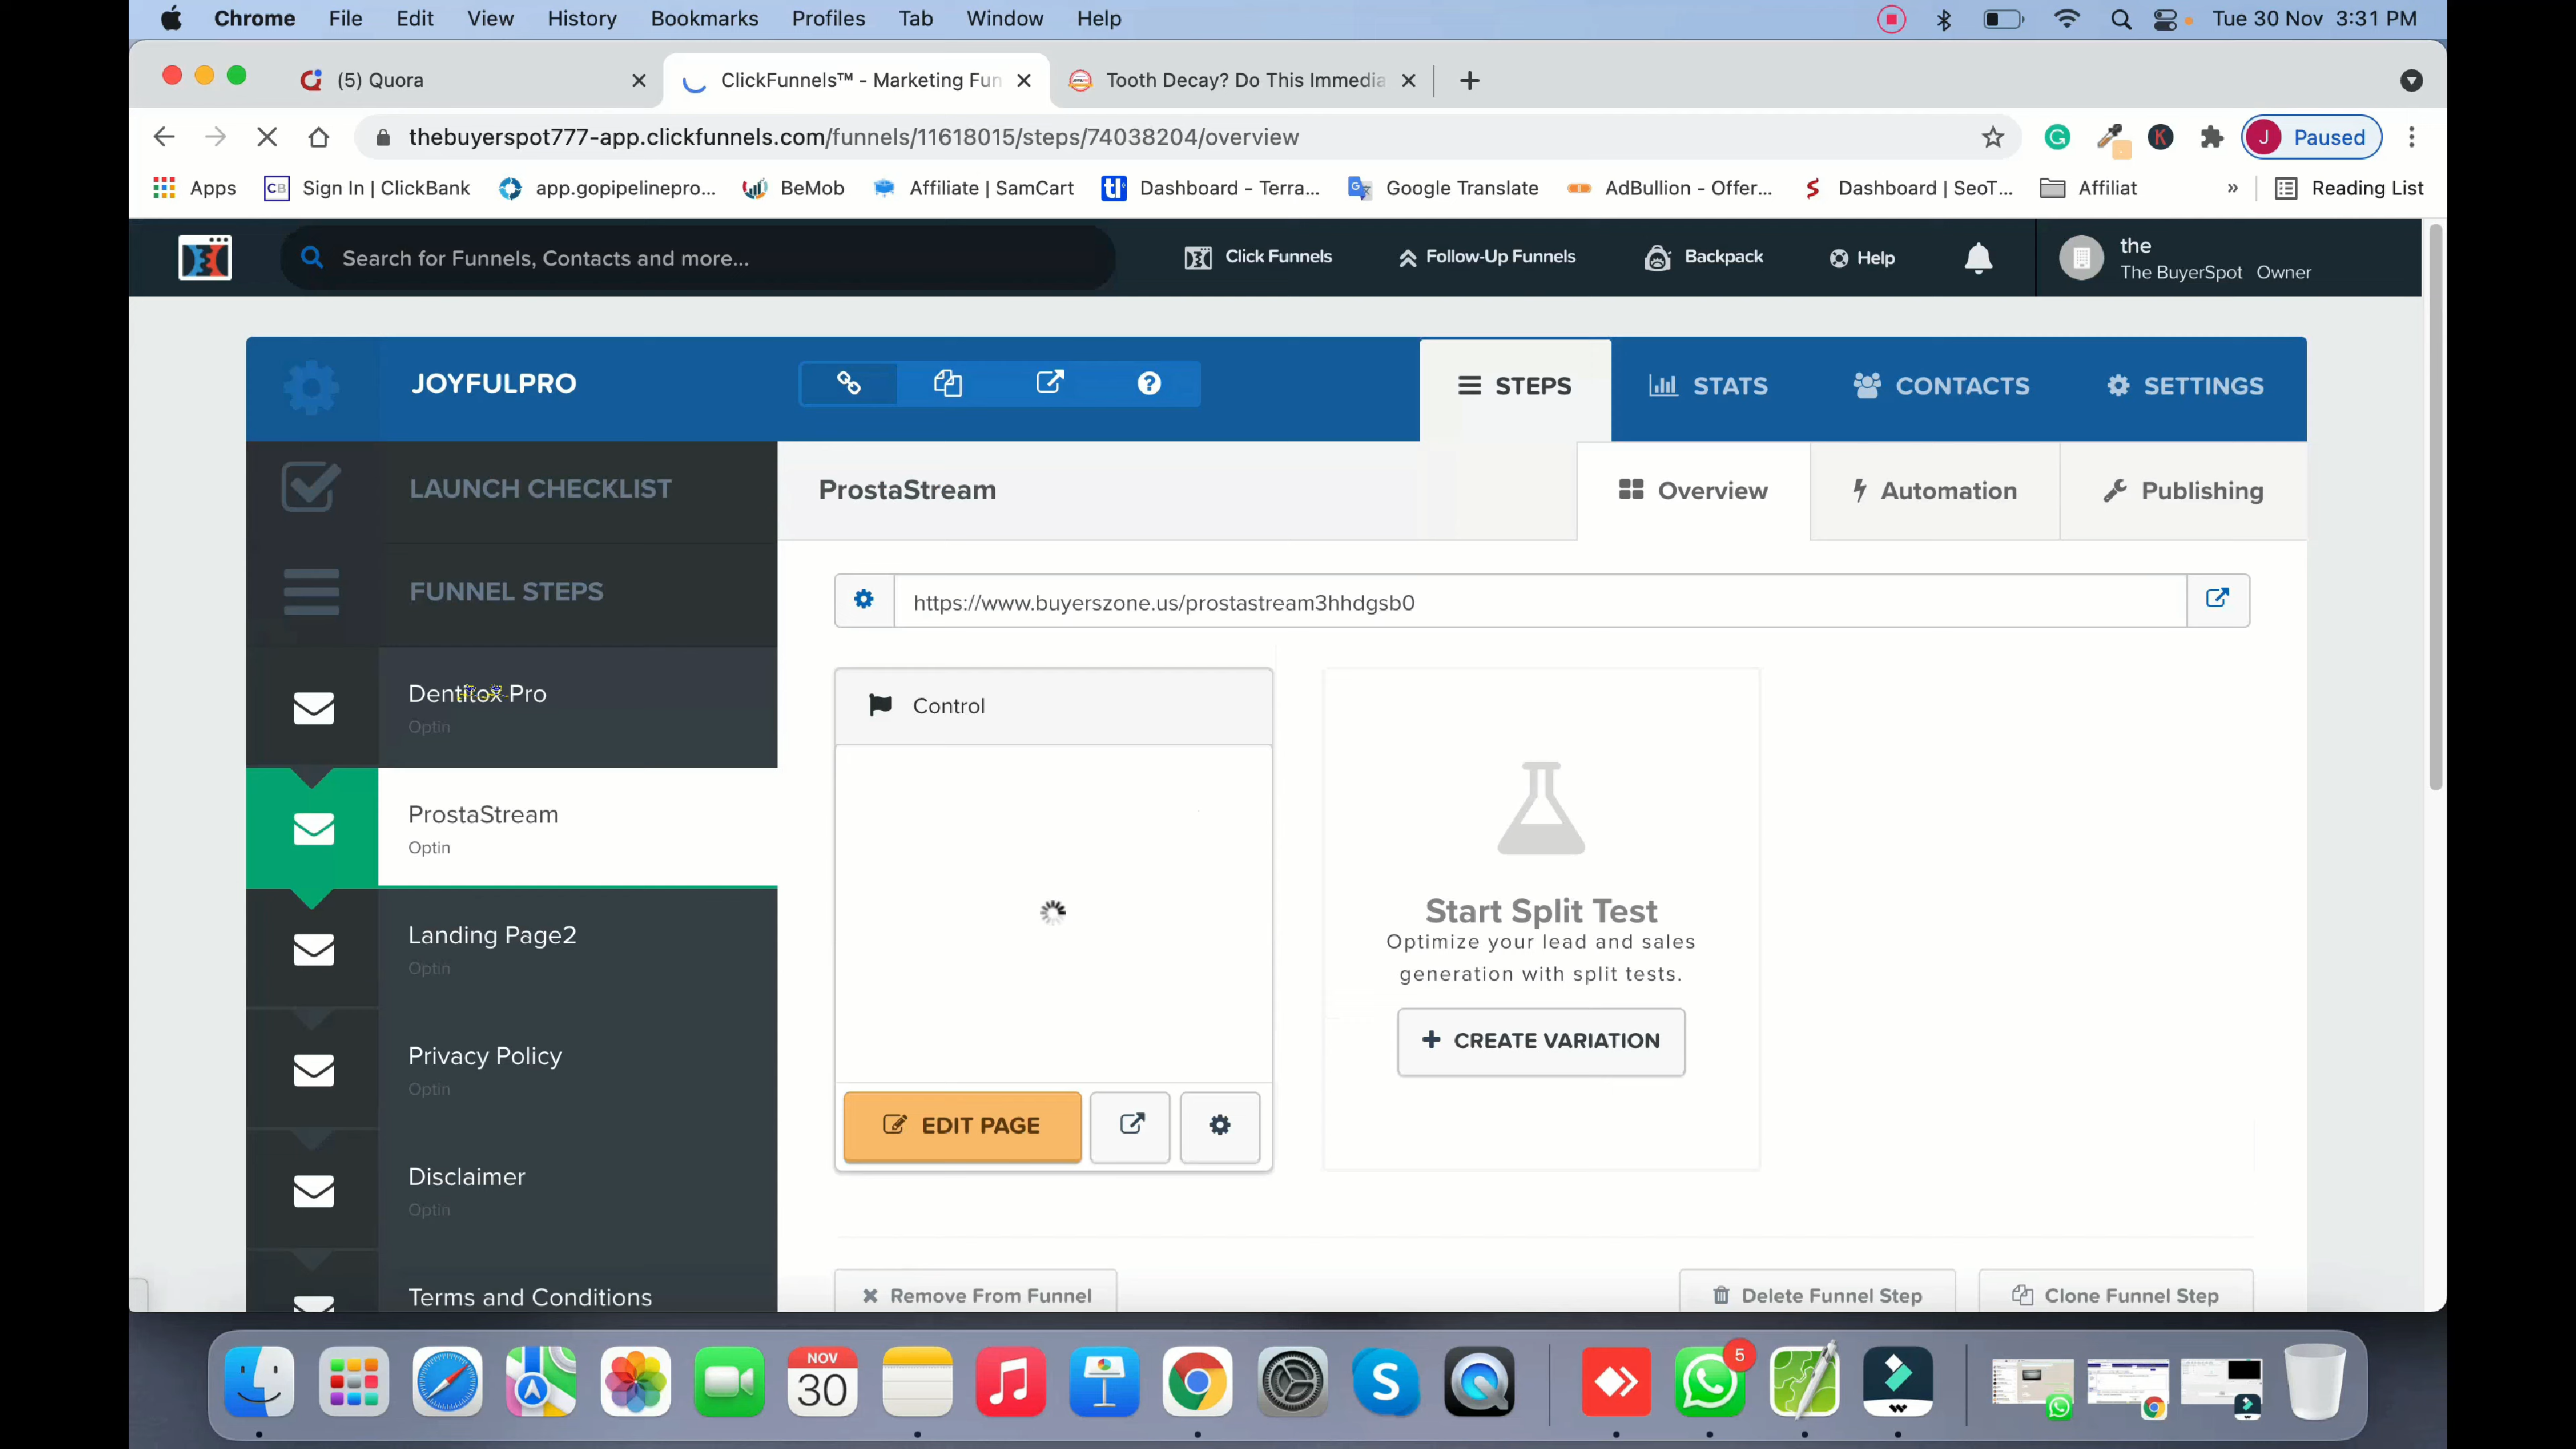 Chrome File Edit View History Bookmarks Profiles Tab Window Help Tue 30 Nov 3:31 PM
(5) Quora ClickFunnels™ - Marketing Fun Tooth Decay? Do This Immedia
thebuyerspot777-app.clickfunnels.com/funnels/11618015/steps/74038204/overview G K J Paused
Apps CB Sign In | ClickBank app.gopipelinepro... BeMob Affiliate | SamCart tl Dashboard - Terra... Google Translate AdBullion - Offer... Dashboard | SeoT... Affiliat » Reading List
Search for Funnels, Contacts and more... Click Funnels Follow-Up Funnels Backpack Help the
The BuyerSpot Owner
JOYFULPRO STEPS STATS CONTACTS SETTINGS
LAUNCH CHECKLIST ProstaStream Overview Automation Publishing
FUNNEL STEPS https://www.buyerszone.us/prostastream3hhdgsb0
Dentitox Pro
Optin
Control
ProstaStream
Optin
Landing Page2
Optin
Start Split Test
Optimize your lead and sales
generation with split tests.
CREATE VARIATION
Privacy Policy
Optin
EDIT PAGE
Disclaimer
Optin
Terms and Conditions
Remove From Funnel Delete Funnel Step Clone Funnel Step
NOV
30
S
5